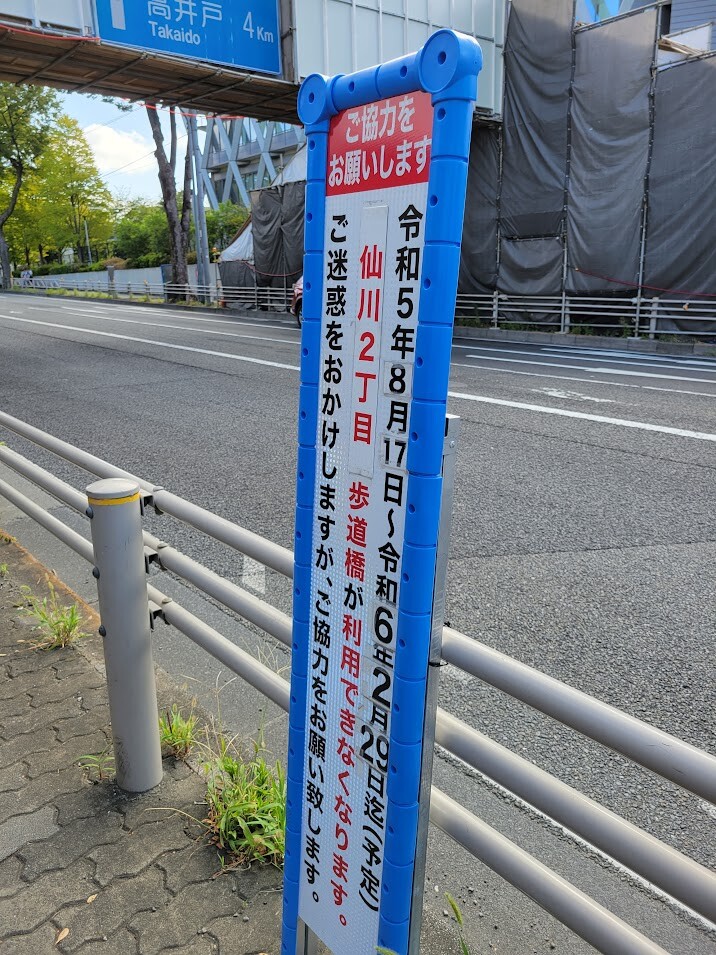 高井戸 4Km
Takaido
ご協力を
お願いします
令和5年8月17日～令和6年2月29日迄(予定)
仙川2丁目 歩道橋が利用できなくなります。
ご迷惑をおかけしますが、ご協力をお願い致します。